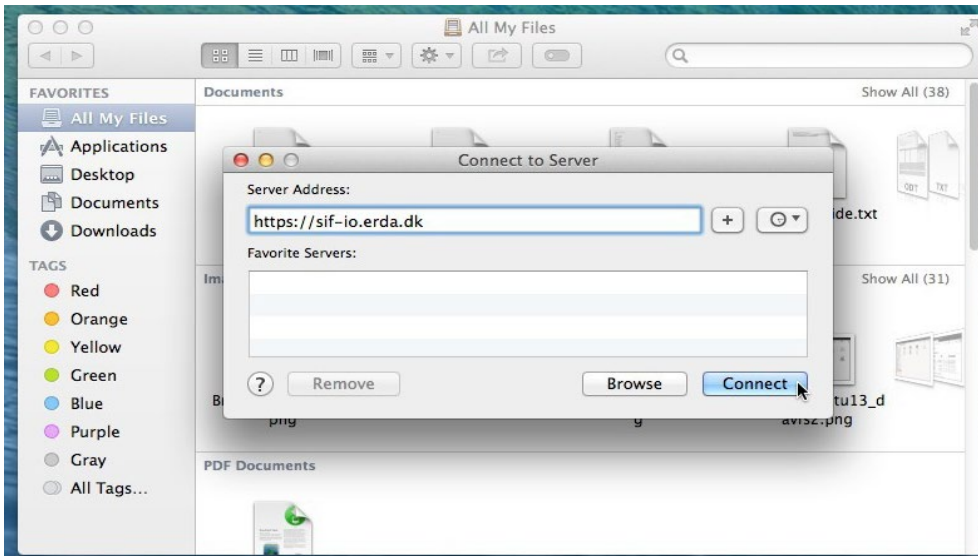 All My Files
FAVORITES
All My Files
Applications
Desktop
Documents
Downloads
TAGS
Red
Orange
Yellow
Green
Blue
Purple
Gray
All Tags...
Documents
Show All (38)
ODT
TXT
ide.txt
Connect to Server
Server Address:
https://sif-io.erda.dk
Favorite Servers:
? Remove Browse Connect
Show All (31)
tu13_d
png
avis2.png
PDF Documents